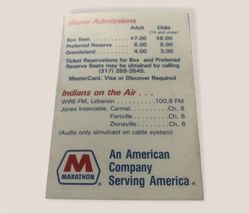 Game Admissions
Adult Child
(14 and under)
Box Seat $7.00 $6.00
Preferred Reserve 6.00 5.00
Grandstand 4.00 3.00
Ticket Reservations for Box and Preferred
Reserve Seats may be obtained by calling
(317) 269-3545.
MasterCard, Visa or Discover Required
Indians on the Air . . .
WIRE-FM, Lebanon 100.9 FM
Jones Intercable, Carmel Ch. 6
Fortville Ch. 6
Zionsville Ch. 6
(Audio only simulcast on cable system)
M
MARATHON
An American
Company
Serving America®